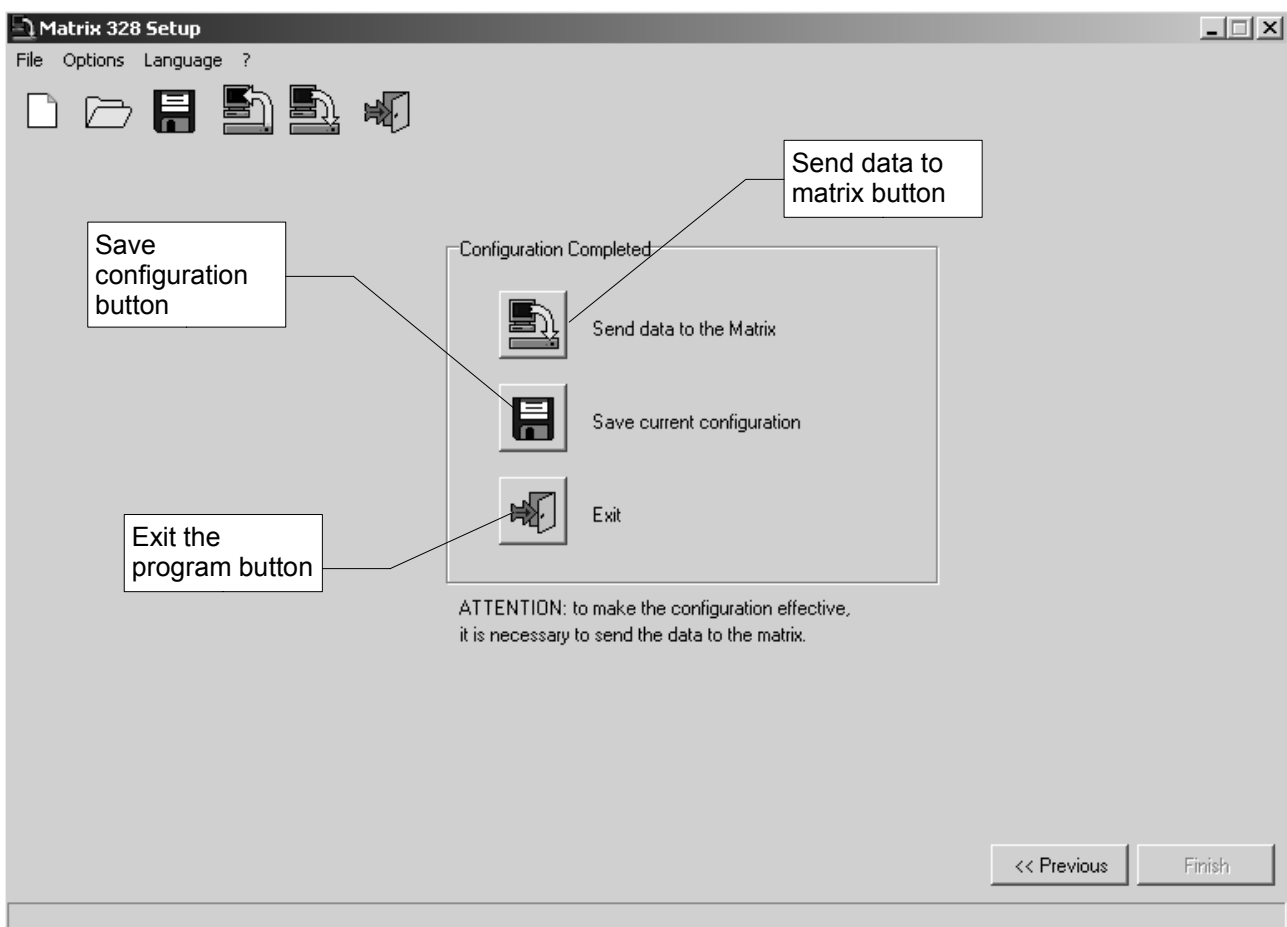 Matrix 328 Setup
File Options Language ?
Send data to
matrix button
Save
configuration
button
Configuration Completed
Send data to the Matrix
Save current configuration
Exit the
program button
Exit
ATTENTION: to make the configuration effective,
it is necessary to send the data to the matrix.
<< Previous Finish